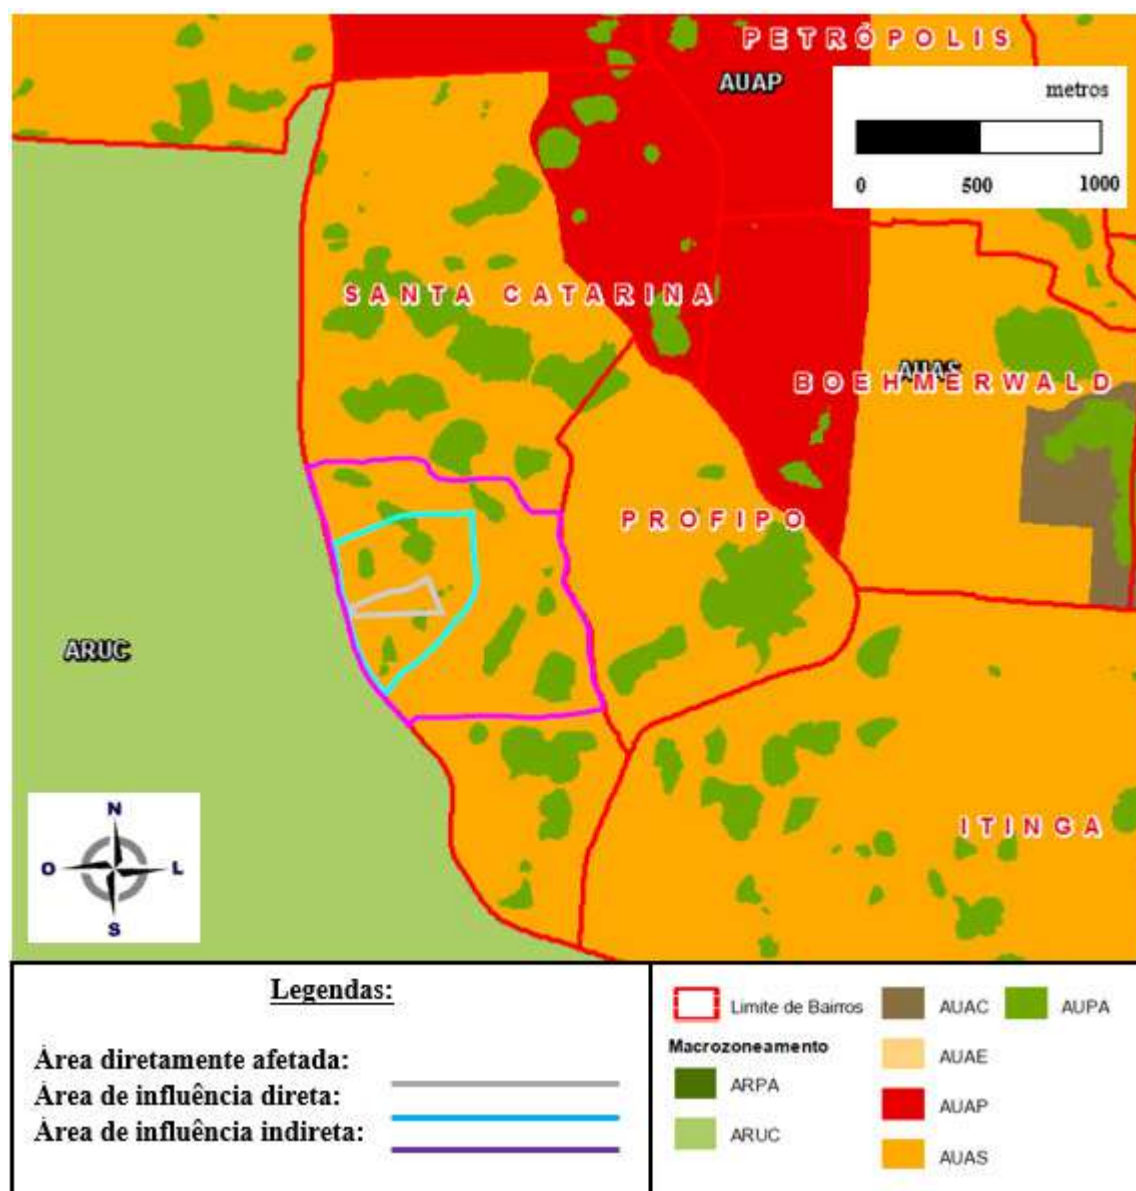 PETRÓPOLIS
AUAP
metros
0 500 1000
SANTA CATARINA
AUAS
BOEHMERWALD
PROFIPO
ARUC
ITINGA
N
O L
S
Legendas:
Área diretamente afetada:
Área de influência direta:
Área de influência indireta:
Limite de Bairros
Macrozoneamento
ARPA
ARUC
AUAC
AUAE
AUAP
AUAS
AUPA